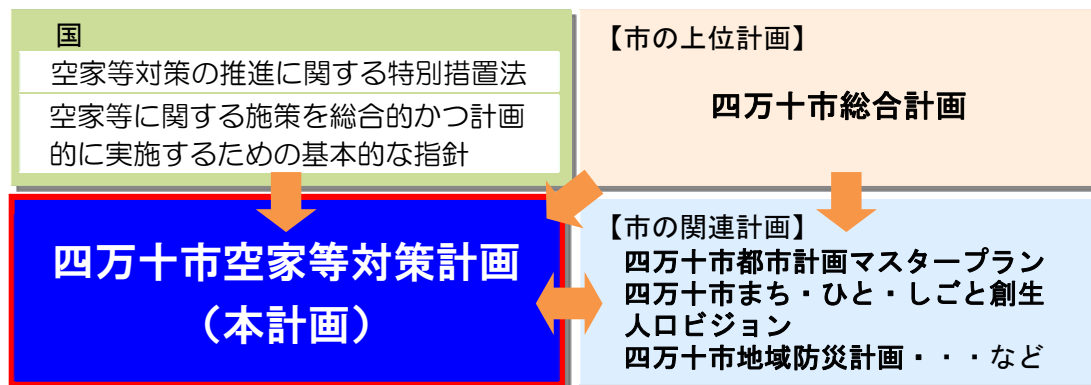 国
空家等対策の推進に関する特別措置法
空家等に関する施策を総合的かつ計画
的に実施するための基本的な指針
【市の上位計画】
四万十市総合計画
四万十市空家等対策計画
（本計画）
【市の関連計画】
四万十市都市計画マスタープラン
四万十市まち・ひと・しごと創生
人口ビジョン
四万十市地域防災計画・・・など